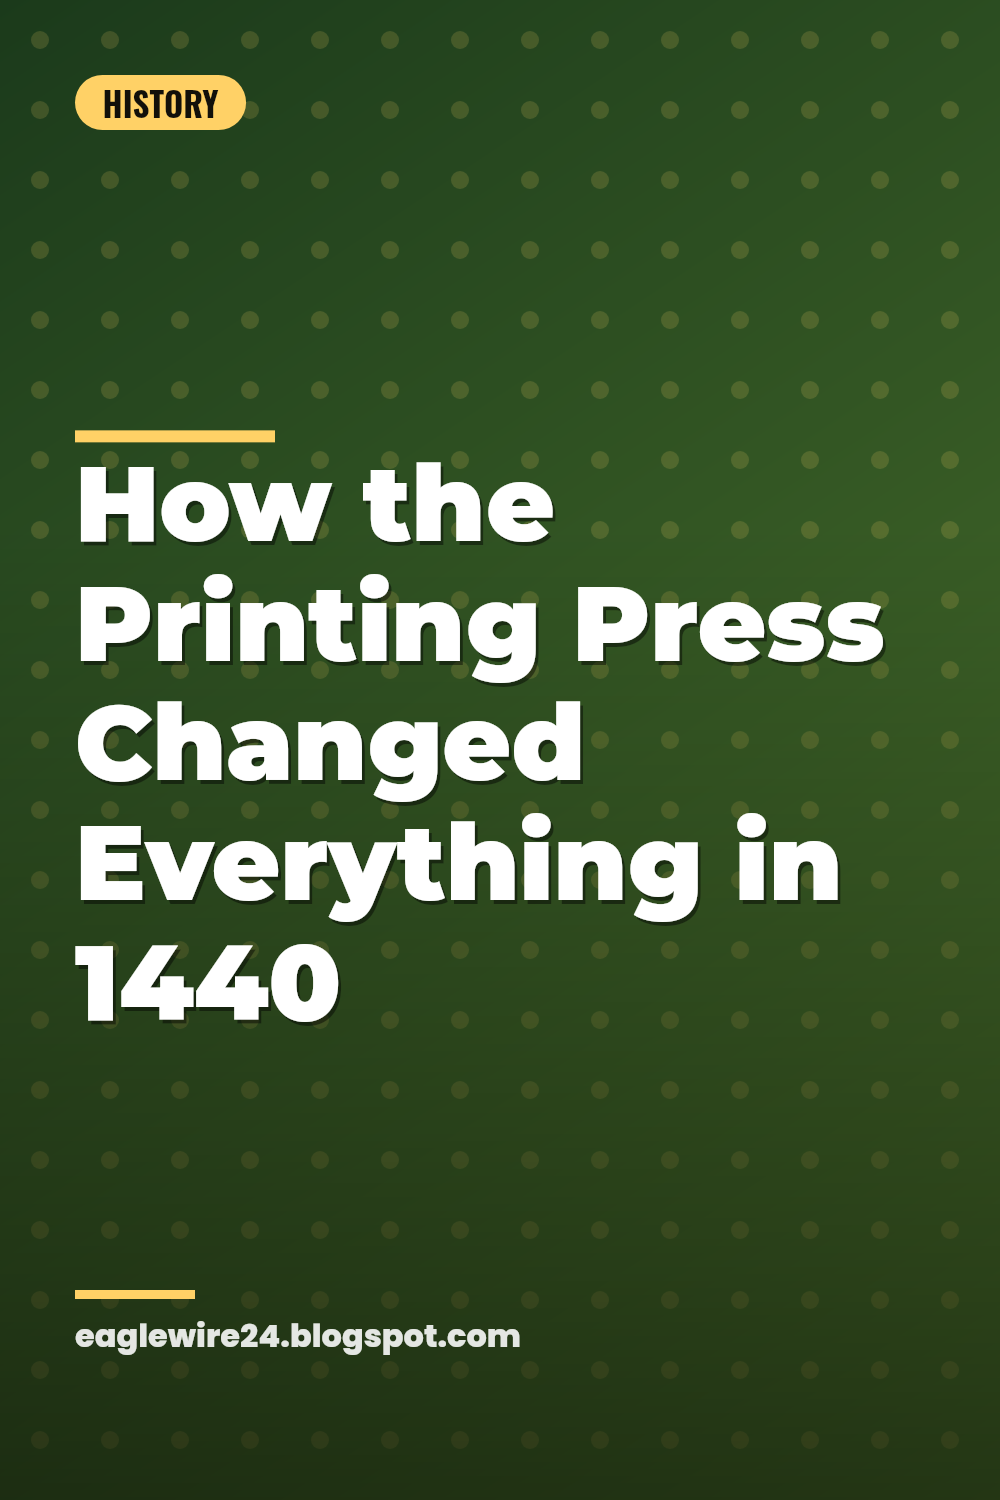 HISTORY
How the
Printing Press
Changed
Everything in
1440
eaglewire24.blogspot.com